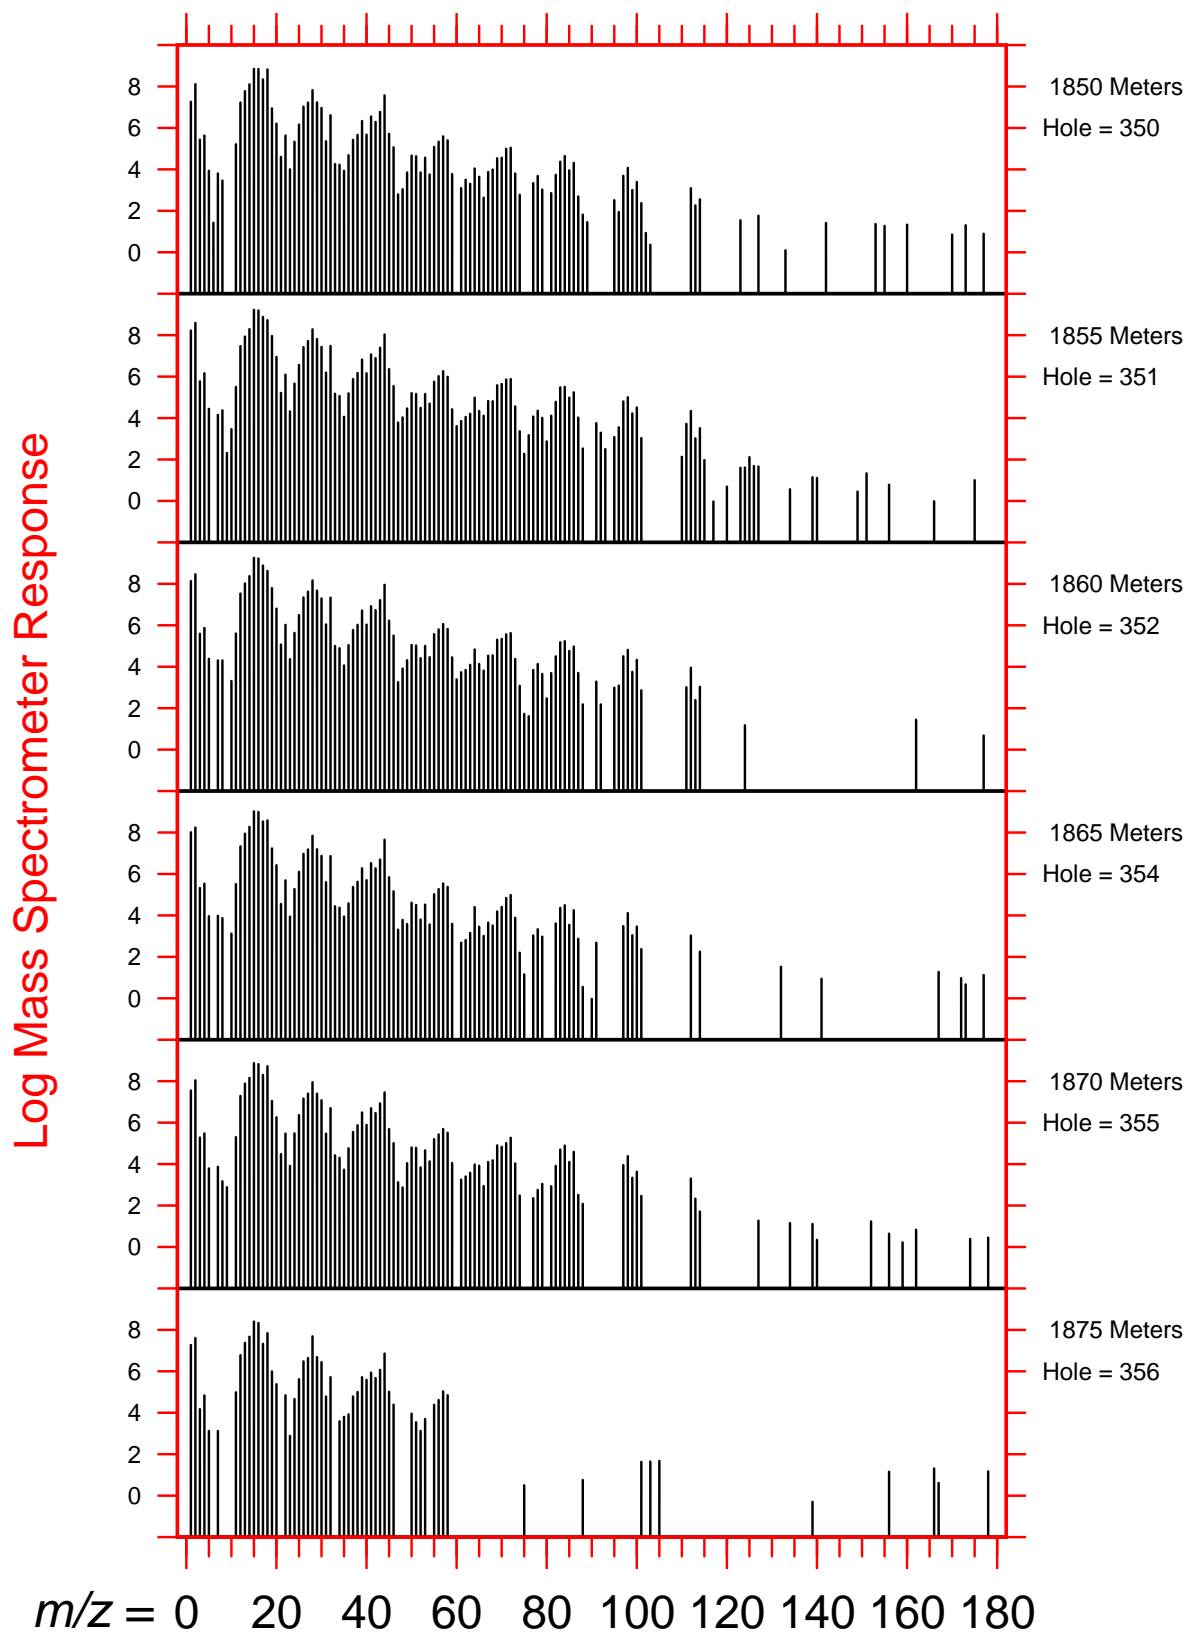 8
6
4
2
0
1850 Meters
Hole = 350
8
6
4
2
0
1855 Meters
Hole = 351
8
6
4
2
0
1860 Meters
Hole = 352
8
6
4
2
0
1865 Meters
Hole = 354
8
6
4
2
0
1870 Meters
Hole = 355
8
6
4
2
0
1875 Meters
Hole = 356
Log Mass Spectrometer Response
m/z = 0 20 40 60 80 100 120 140 160 180